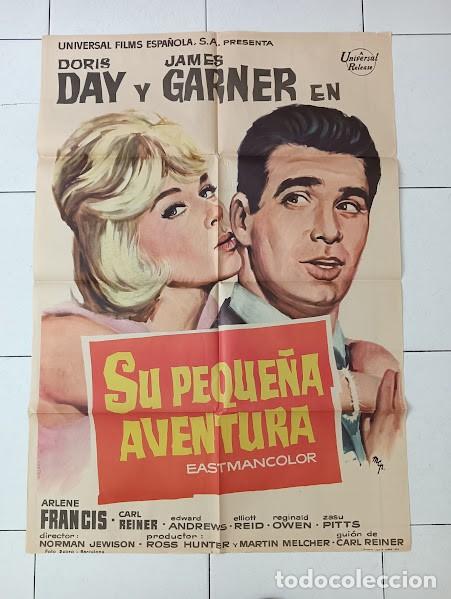 UNIVERSAL FILMS ESPAÑOLA, S.A. PRESENTA
A Universal Release
DORIS DAY Y JAMES GARNER EN
SU PEQUEÑA
AVENTURA
EASTMANCOLOR
MCP.
ARLENE FRANCIS · CARL REINER · edward ANDREWS · elliott REID · reginald OWEN · zasu PITTS
director: NORMAN JEWISON · productor: ROSS HUNTER Y MARTIN MELCHER · guión de CARL REINER
todocoleccion